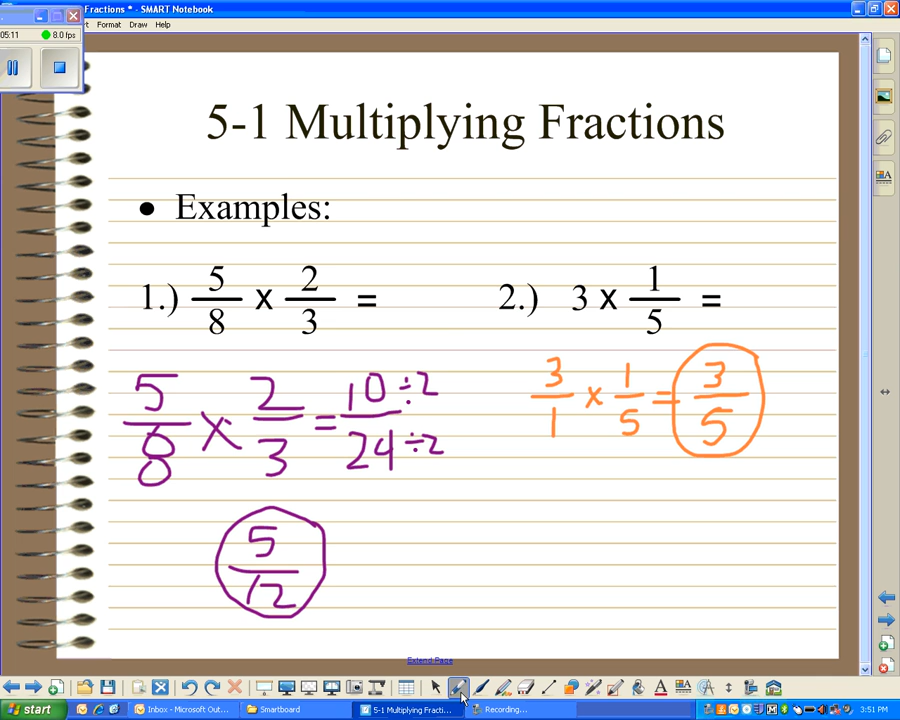 Fractions * - SMART Notebook
Format Draw Help
05:11 8.0 fps
5-1 Multiplying Fractions
• Examples:
1.) 5/8 x 2/3 =
2.) 3 x 1/5 =
5/8 x 2/3 = 10÷2/24÷2
3/1 x 1/5 = 3/5
5/12
Extend Page
start
Inbox - Microsoft Out...
Smartboard
5-1 Multiplying Fracti...
Recording...
3:51 PM